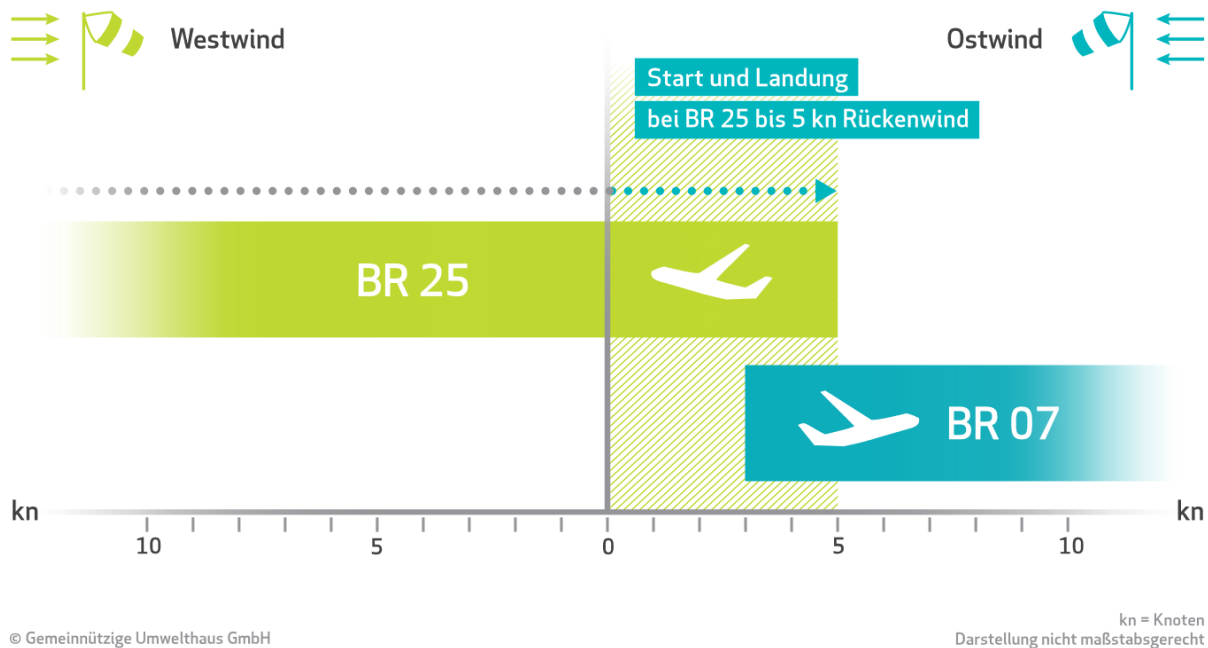 Westwind
Ostwind
Start und Landung
bei BR 25 bis 5 kn Rückenwind
BR 25
BR 07
kn
kn
10
5
0
5
10
© Gemeinnützige Umwelthaus GmbH
kn = Knoten
Darstellung nicht maßstabsgerecht